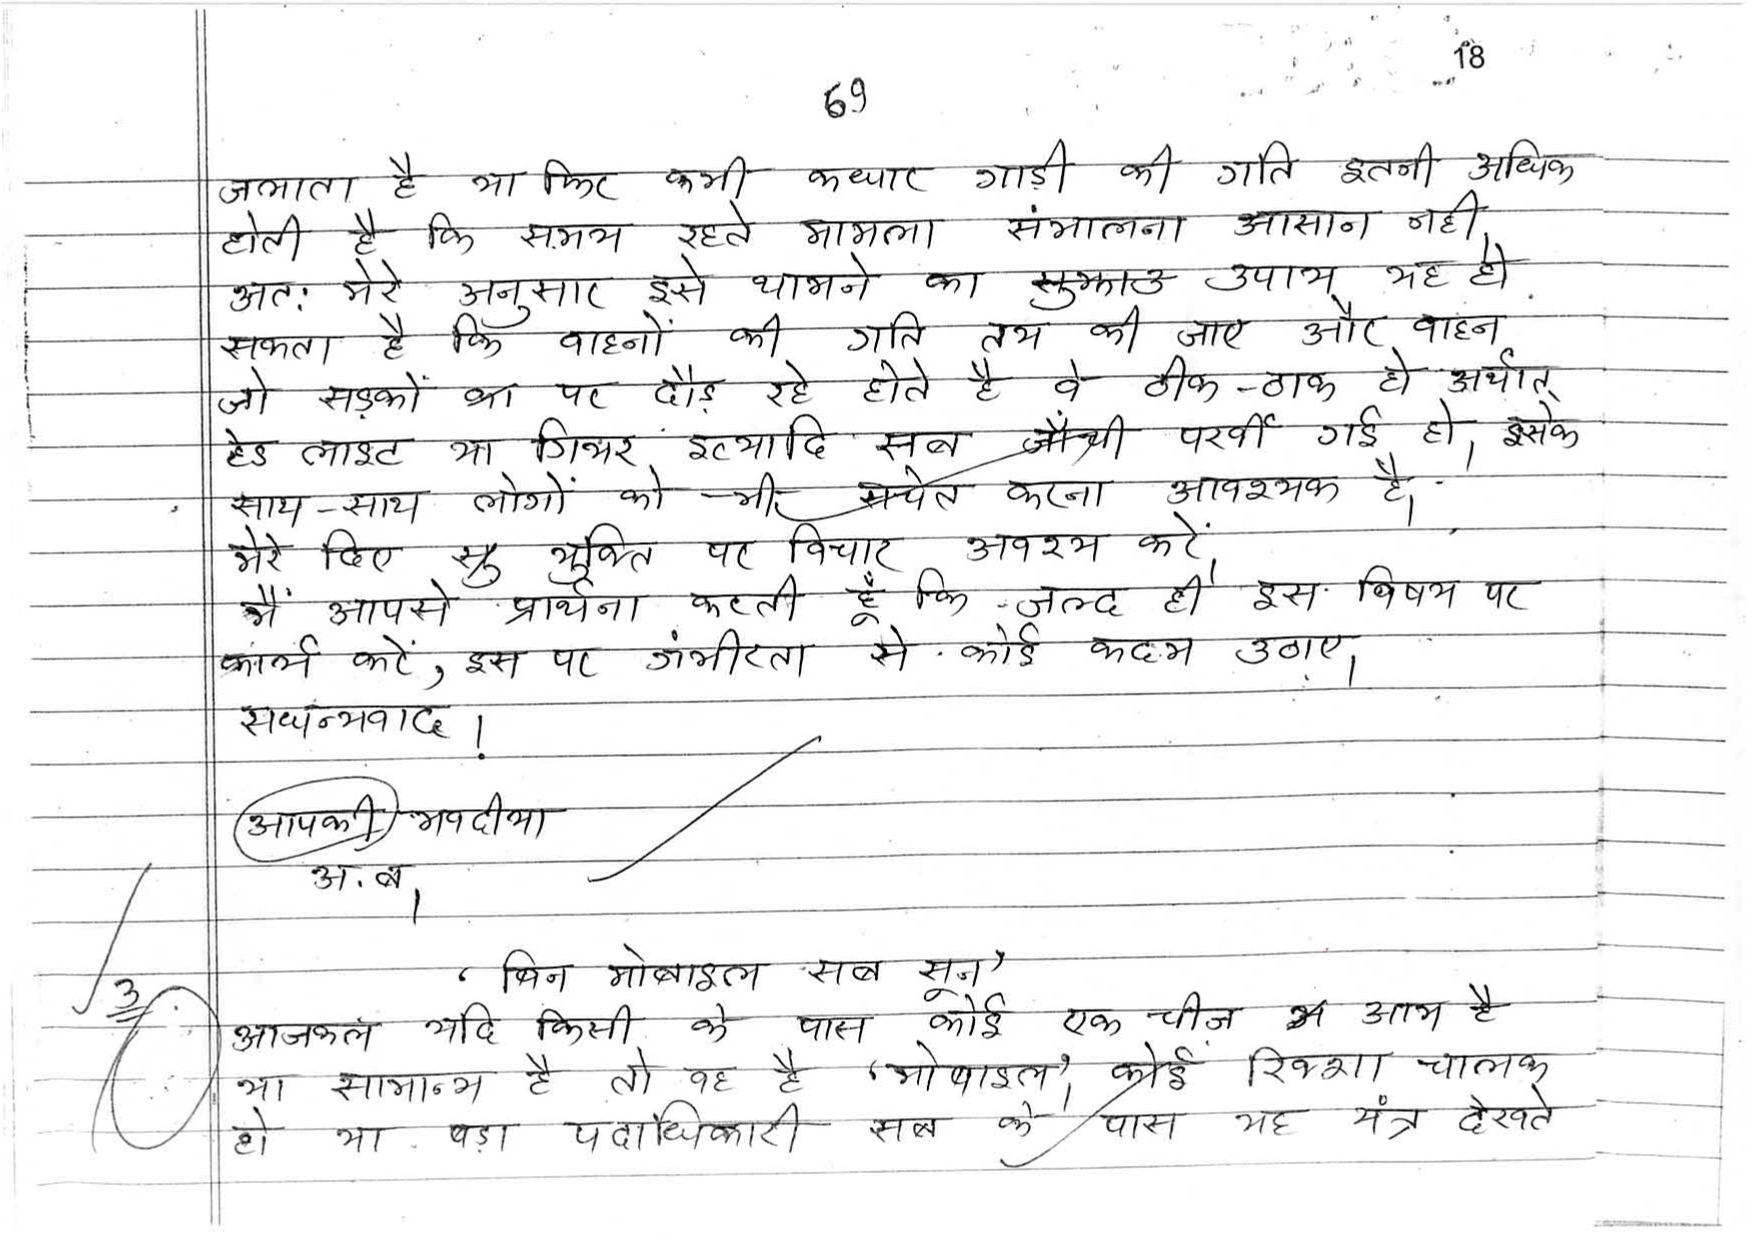 18
69
जमाता है या फिर कभी कधार गाड़ी की गति इतनी अधिक
होती है कि समय रहते मामला संभालना आसान नही।
अतः मेरे अनुसार इसे थामने का सुझाव उपाय यह हो
सकता है कि वाहनों की गति तय की जाए और वाहन
जो सड़कों का पर दौड़ रहे होते है वे ठीक-ठाक हो अर्थात्
हेड लाइट या गियर इत्यादि सब जाँची परखी गई हो। इसके
साथ-साथ लोगों को भी सचेत करना आवश्यक है।
मेरे दिए सु युक्ति पर विचार अवश्य करें।
मैं आपसे प्रार्थना करती हूँ कि जल्द ही इस विषय पर
कार्य करें, इस पर गंभीरता से कोई कदम उठाए।
सधन्यवाद।
आपकी भवदीया
अ.ब।
'बिन मोबाइल सब सून'
3
आजकल यदि किसी के पास कोई एक चीज़ आम है
या सामान्य है तो वह है 'मोबाइल'। कोई रिक्शा चालक
हो या बड़ा पदाधिकारी सब के पास यह यंत्र देखते